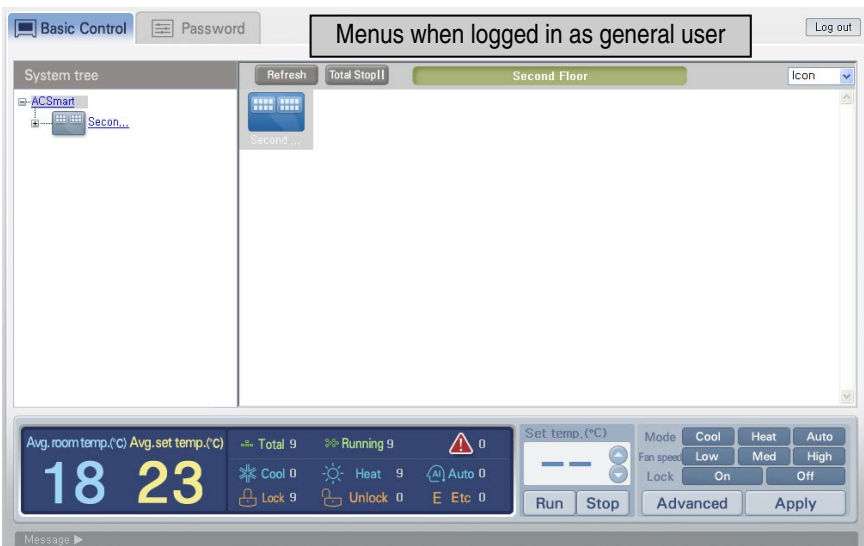 Basic Control
Password
Menus when logged in as general user
Log out
System tree
Refresh
Total Stop||
Second Floor
Icon
ACSmart
Secon...
Second ...
Avg. room temp.(°C) Avg. set temp.(°C)
18 23
Total 9 Running 9 0
Cool 0 Heat 9 AI Auto 0
Lock 9 Unlock 0 E Etc 0
Set temp.(°C)
-- 
Run Stop
Mode Cool Heat Auto
Fan speed Low Med High
Lock On Off
Advanced Apply
Message ▶